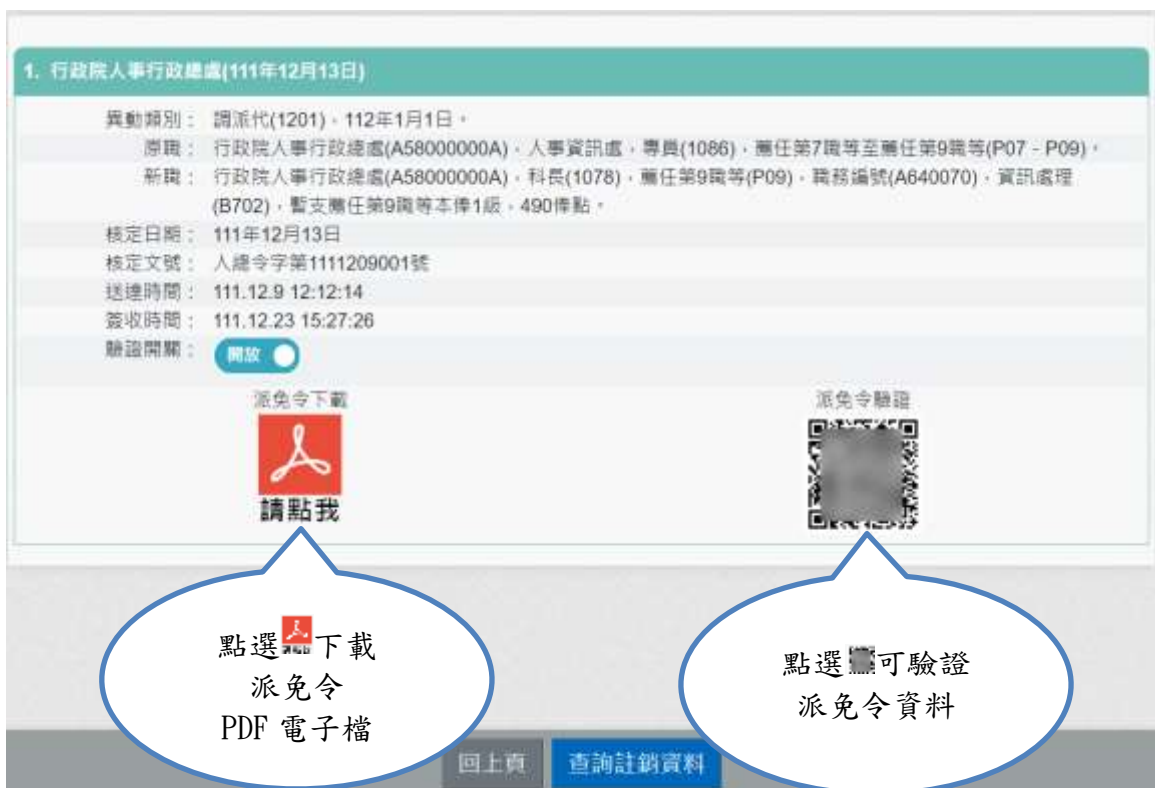 1. 行政院人事行政總處(111年12月13日)
異動類別： 調派代(1201)，112年1月1日。
原職： 行政院人事行政總處(A58000000A)，人事資訊處，專員(1086)，薦任第7職等至薦任第9職等(P07 - P09)。
新職： 行政院人事行政總處(A58000000A)，科長(1078)，薦任第9職等(P09)，職務編號(A640070)，資訊處理
(B702)，暫支薦任第9職等本俸1級，490俸點。
核定日期： 111年12月13日
核定文號： 人總令字第1111209001號
送達時間： 111.12.9 12:12:14
簽收時間： 111.12.23 15:27:26
驗證開關： 開放
派免令下載 派免令驗證
請點我
點選下載
派免令
PDF 電子檔
點選可驗證
派免令資料
回上頁 查詢註銷資料